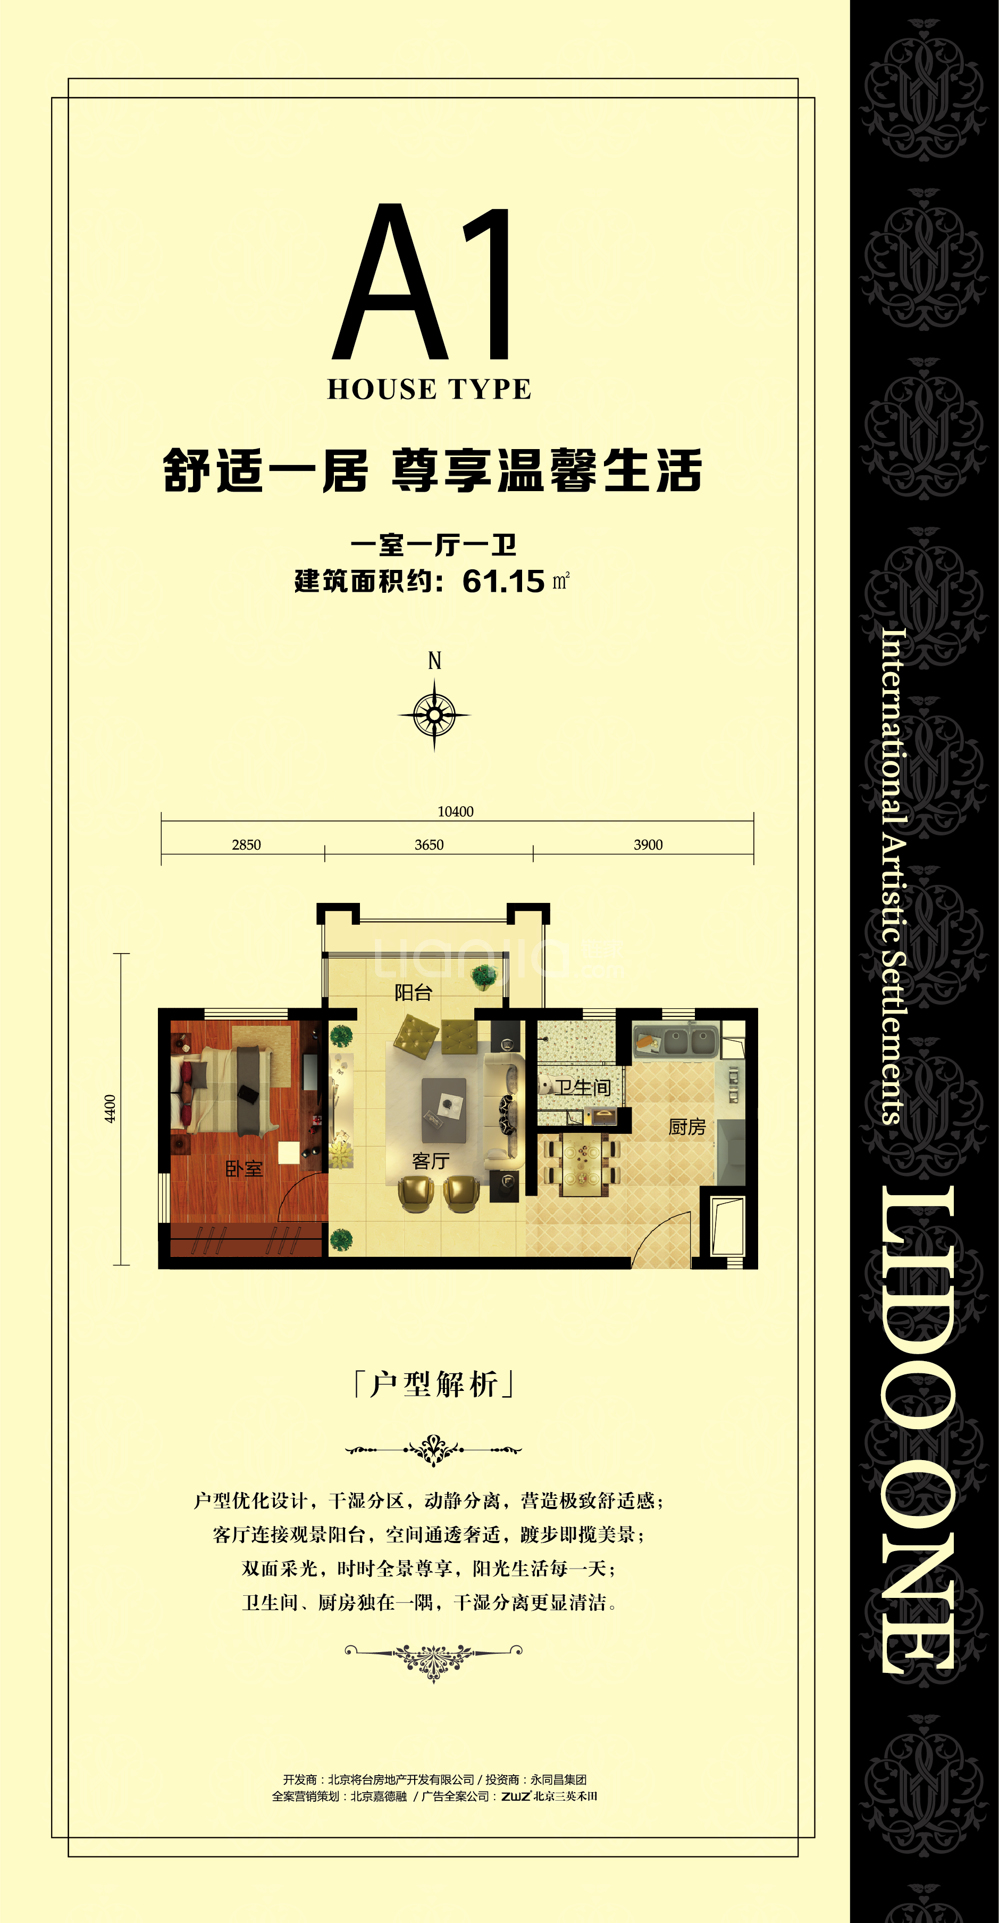 A1
HOUSE TYPE
舒适一居 尊享温馨生活
一室一厅一卫
建筑面积约：61.15㎡
N
10400
2850
3650
3900
4400
Lianjia
阳台
卫生间
厨房
客厅
卧室
「户型解析」
户型优化设计，干湿分区，动静分离，营造极致舒适感；
客厅连接观景阳台，空间通透奢适，踱步即揽美景；
双面采光，时时全景尊享，阳光生活每一天；
卫生间、厨房独在一隅，干湿分离更显清洁。
开发商：北京将台房地产开发有限公司 / 投资商：永同昌集团
全案营销策划：北京嘉德融 / 广告全案公司：ZWZ 北京三英禾田
International Artistic Settlements
LIDO ONE